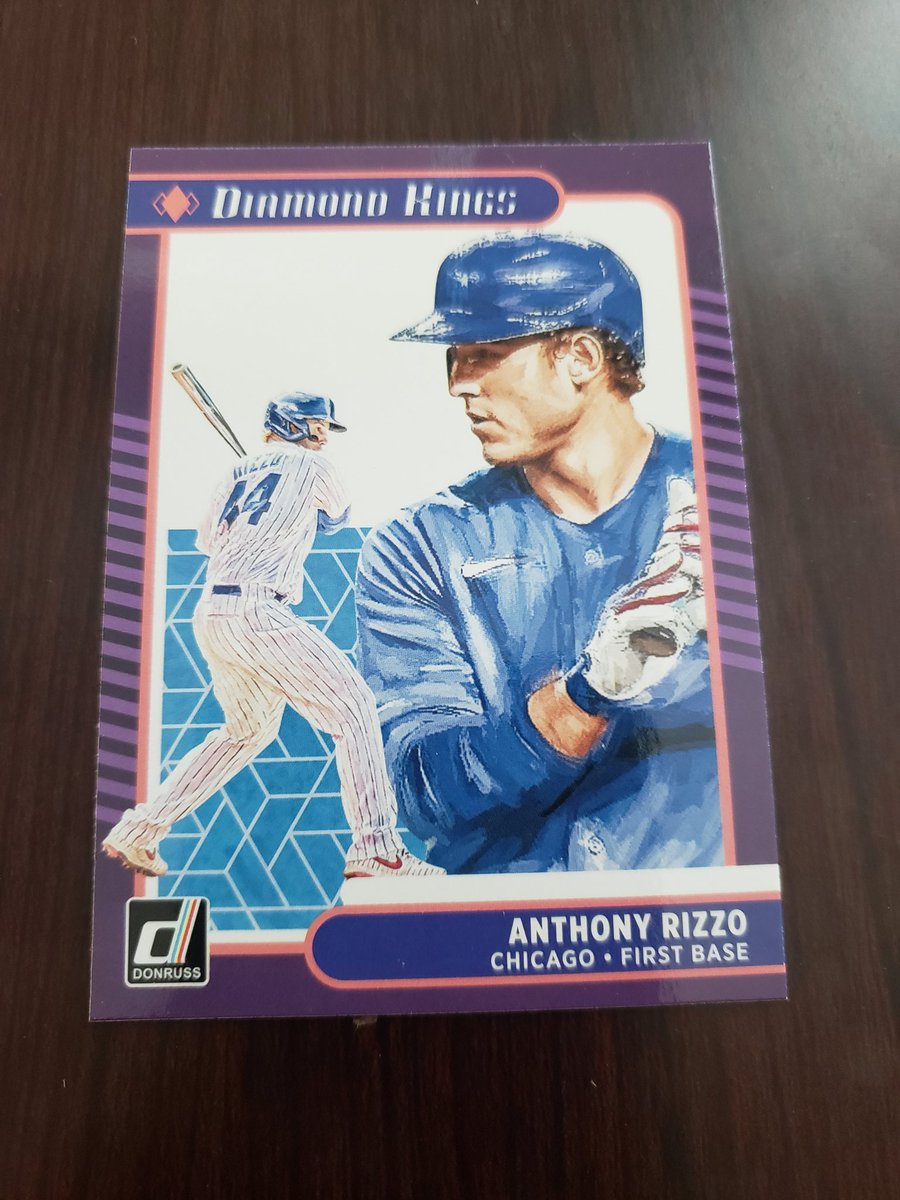 DIAMOND KINGS
RIZZO
44
DONRUSS
ANTHONY RIZZO
CHICAGO • FIRST BASE